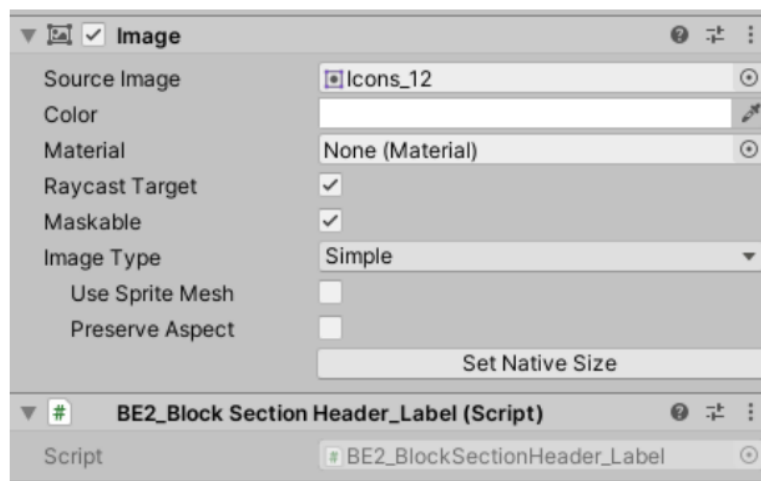 Image
Source Image Icons_12
Color
Material None (Material)
Raycast Target
Maskable
Image Type Simple
Use Sprite Mesh
Preserve Aspect
Set Native Size
# BE2_Block Section Header_Label (Script)
Script # BE2_BlockSectionHeader_Label